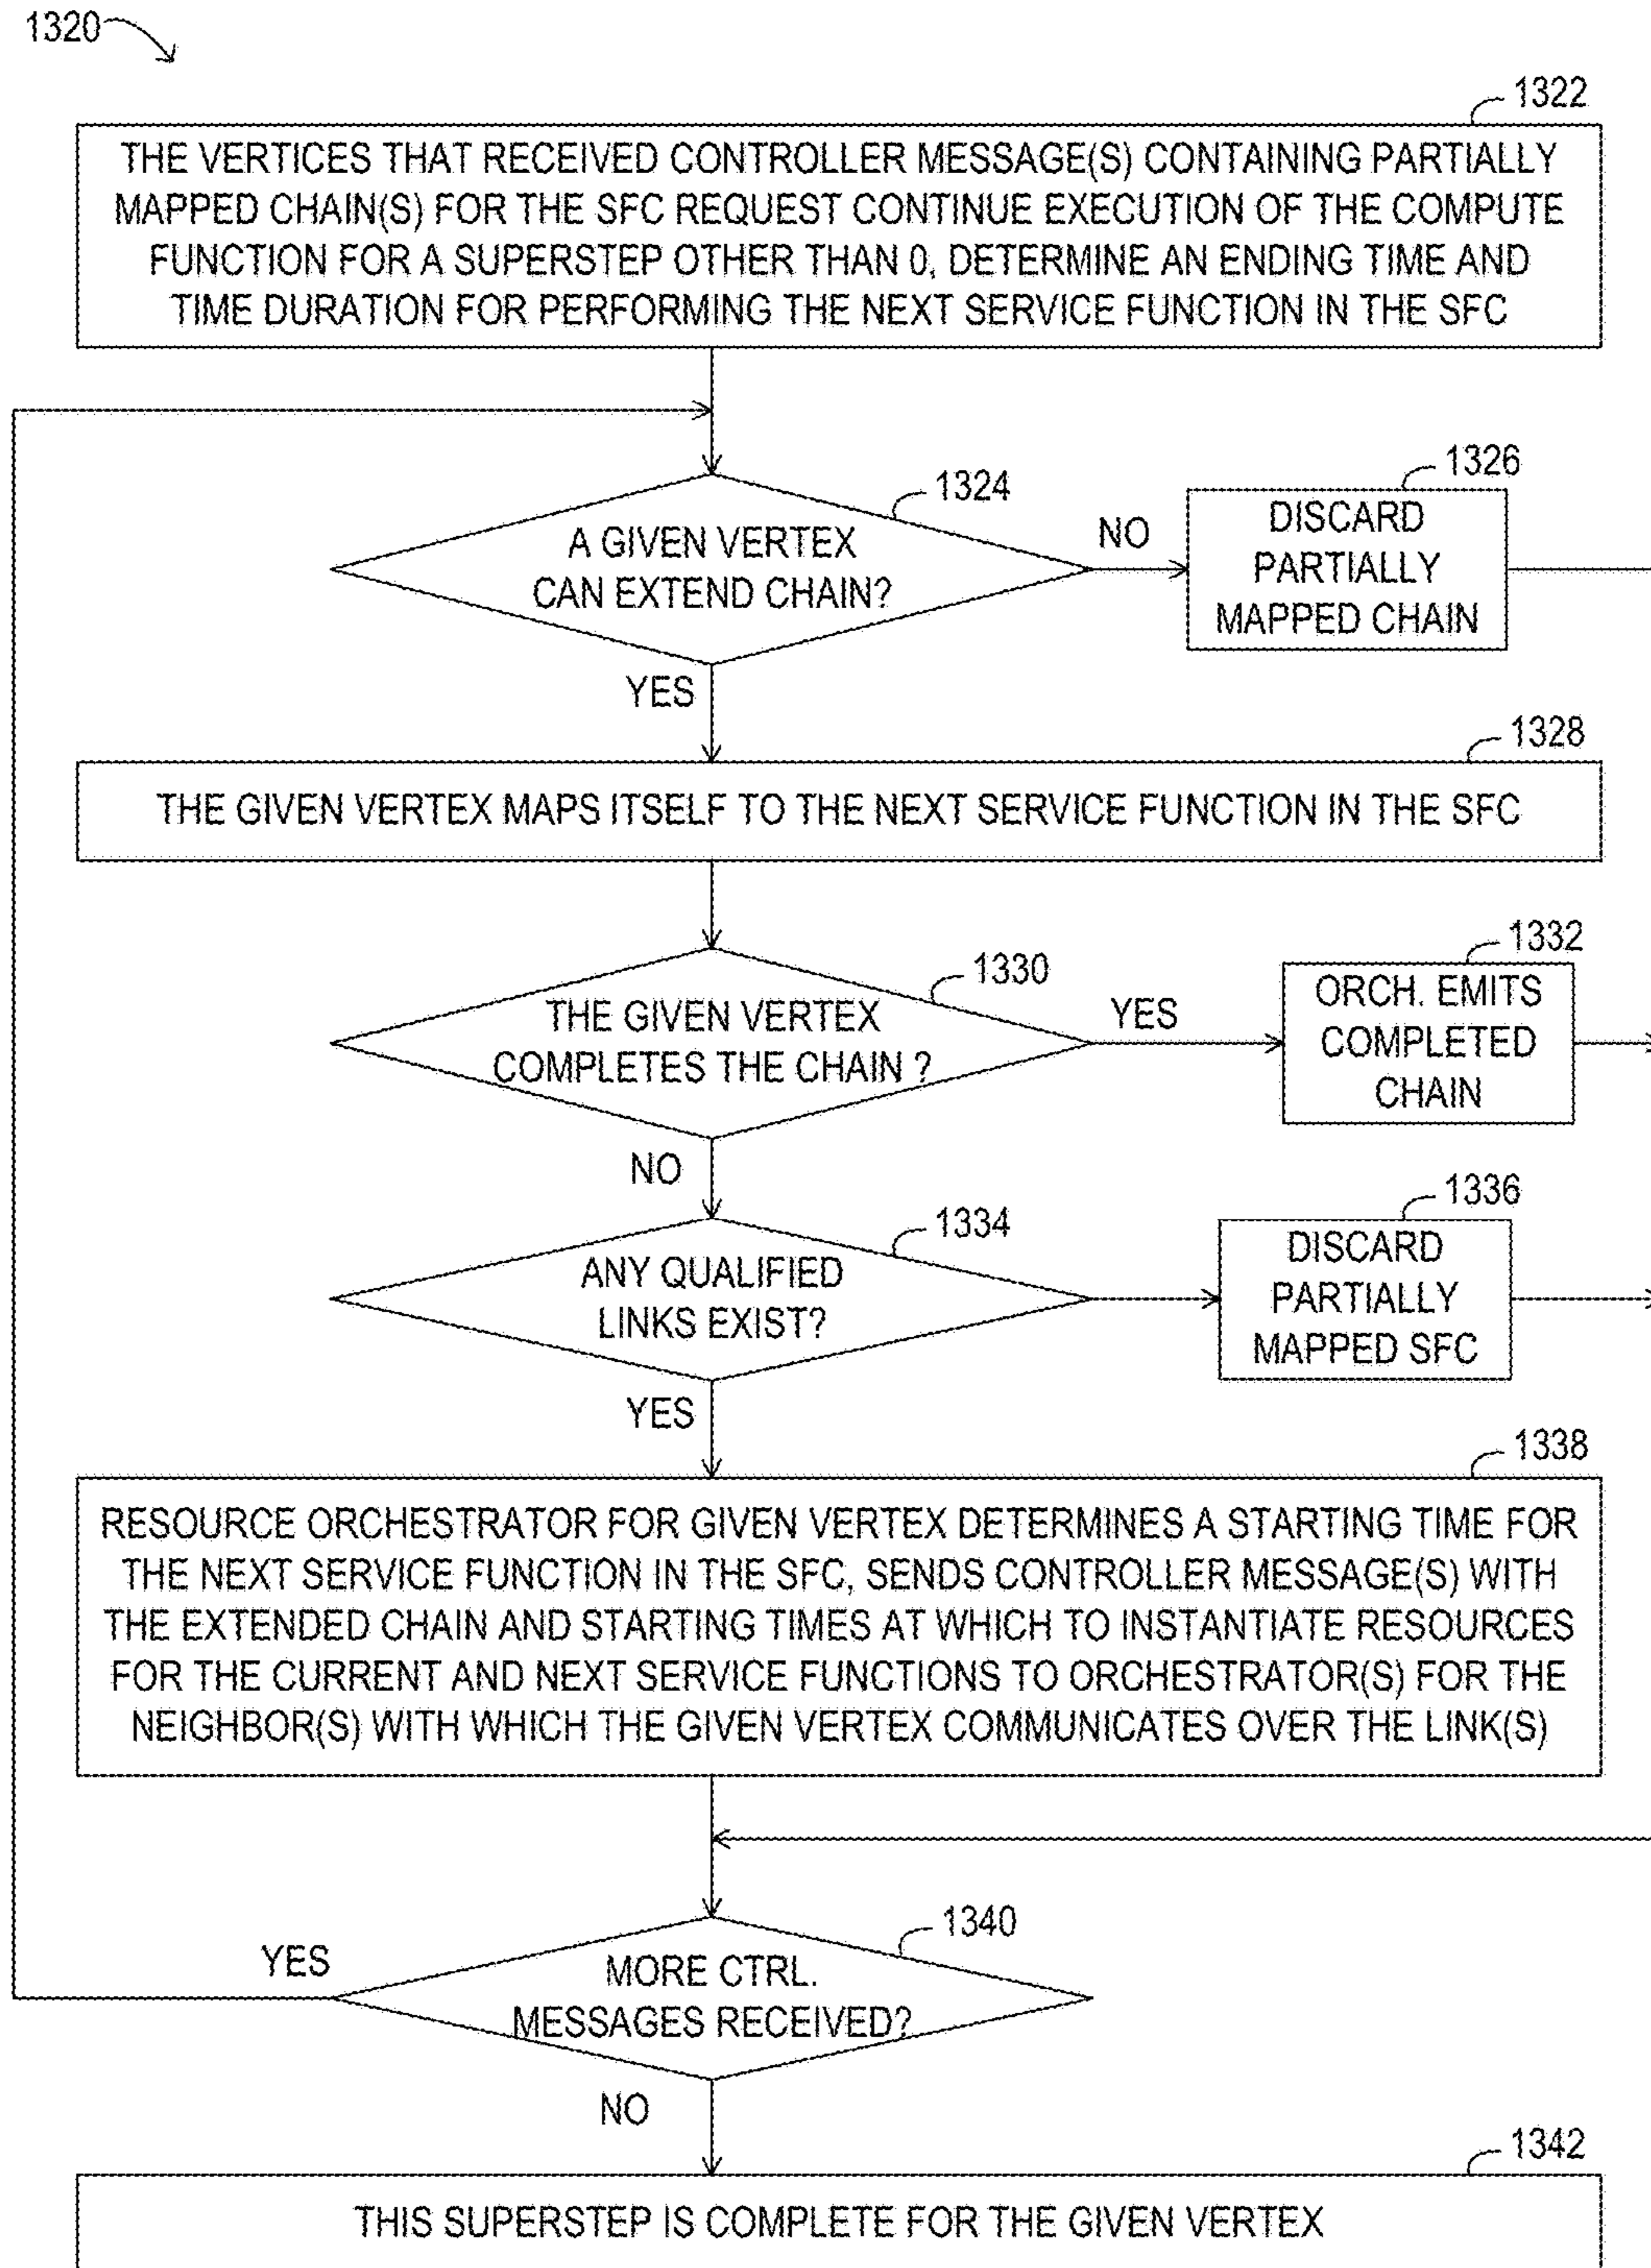 1320
1322
THE VERTICES THAT RECEIVED CONTROLLER MESSAGE(S) CONTAINING PARTIALLY
MAPPED CHAIN(S) FOR THE SFC REQUEST CONTINUE EXECUTION OF THE COMPUTE
FUNCTION FOR A SUPERSTEP OTHER THAN 0, DETERMINE AN ENDING TIME AND
TIME DURATION FOR PERFORMING THE NEXT SERVICE FUNCTION IN THE SFC
1324
A GIVEN VERTEX
CAN EXTEND CHAIN?
NO
1326
DISCARD
PARTIALLY
MAPPED CHAIN
YES
1328
THE GIVEN VERTEX MAPS ITSELF TO THE NEXT SERVICE FUNCTION IN THE SFC
1330
THE GIVEN VERTEX
COMPLETES THE CHAIN ?
YES
1332
ORCH. EMITS
COMPLETED
CHAIN
NO
1334
ANY QUALIFIED
LINKS EXIST?
1336
DISCARD
PARTIALLY
MAPPED SFC
YES
1338
RESOURCE ORCHESTRATOR FOR GIVEN VERTEX DETERMINES A STARTING TIME FOR
THE NEXT SERVICE FUNCTION IN THE SFC, SENDS CONTROLLER MESSAGE(S) WITH
THE EXTENDED CHAIN AND STARTING TIMES AT WHICH TO INSTANTIATE RESOURCES
FOR THE CURRENT AND NEXT SERVICE FUNCTIONS TO ORCHESTRATOR(S) FOR THE
NEIGHBOR(S) WITH WHICH THE GIVEN VERTEX COMMUNICATES OVER THE LINK(S)
1340
YES
MORE CTRL.
MESSAGES RECEIVED?
NO
1342
THIS SUPERSTEP IS COMPLETE FOR THE GIVEN VERTEX